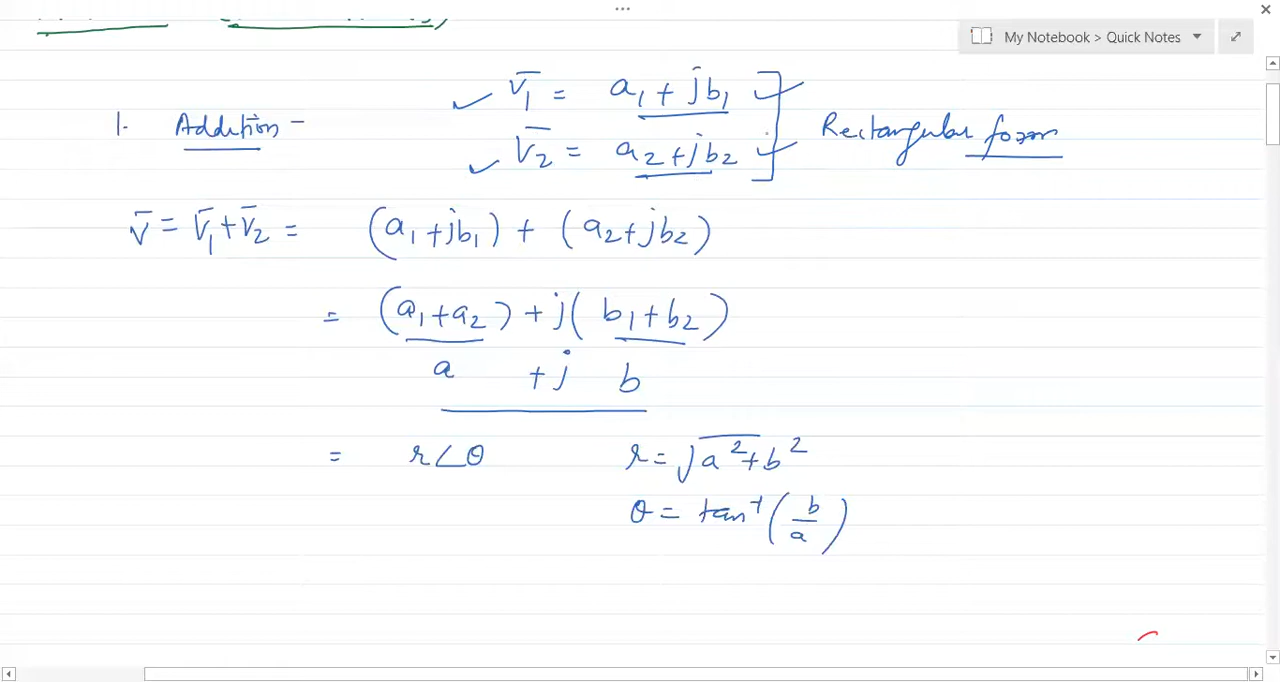 My Notebook > Quick Notes
V̅₁ = a₁ + jb₁
1. Addition -
V̅₂ = a₂ + jb₂
Rectangular form
V̅ = V̅₁ + V̅₂ = (a₁ + jb₁) + (a₂ + jb₂)
= (a₁ + a₂) + j(b₁ + b₂)
a + j b
= r∠θ r = √a² + b²
θ = tan⁻¹(b/a)